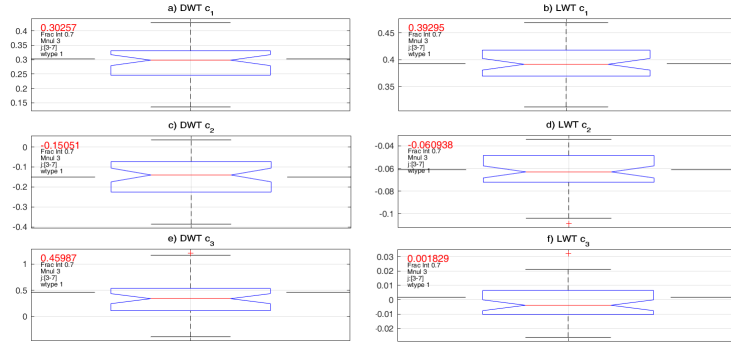 a) DWT c1
0.30257
Frac Int 0.7
Mnul 3
j:[3-7]
wtype 1
0.4
0.35
0.3
0.25
0.2
0.15
b) LWT c1
0.39295
Frac Int 0.7
Mnul 3
j:[3-7]
wtype 1
0.45
0.4
0.35
c) DWT c2
-0.15051
Frac Int 0.7
Mnul 3
j:[3-7]
wtype 1
0
-0.1
-0.2
-0.3
-0.4
d) LWT c2
-0.060938
Frac Int 0.7
Mnul 3
j:[3-7]
wtype 1
-0.04
-0.06
-0.08
-0.1
e) DWT c3
0.45987
Frac Int 0.7
Mnul 3
j:[3-7]
wtype 1
1
0.5
0
f) LWT c3
0.001829
Frac Int 0.7
Mnul 3
j:[3-7]
wtype 1
0.03
0.02
0.01
0
-0.01
-0.02